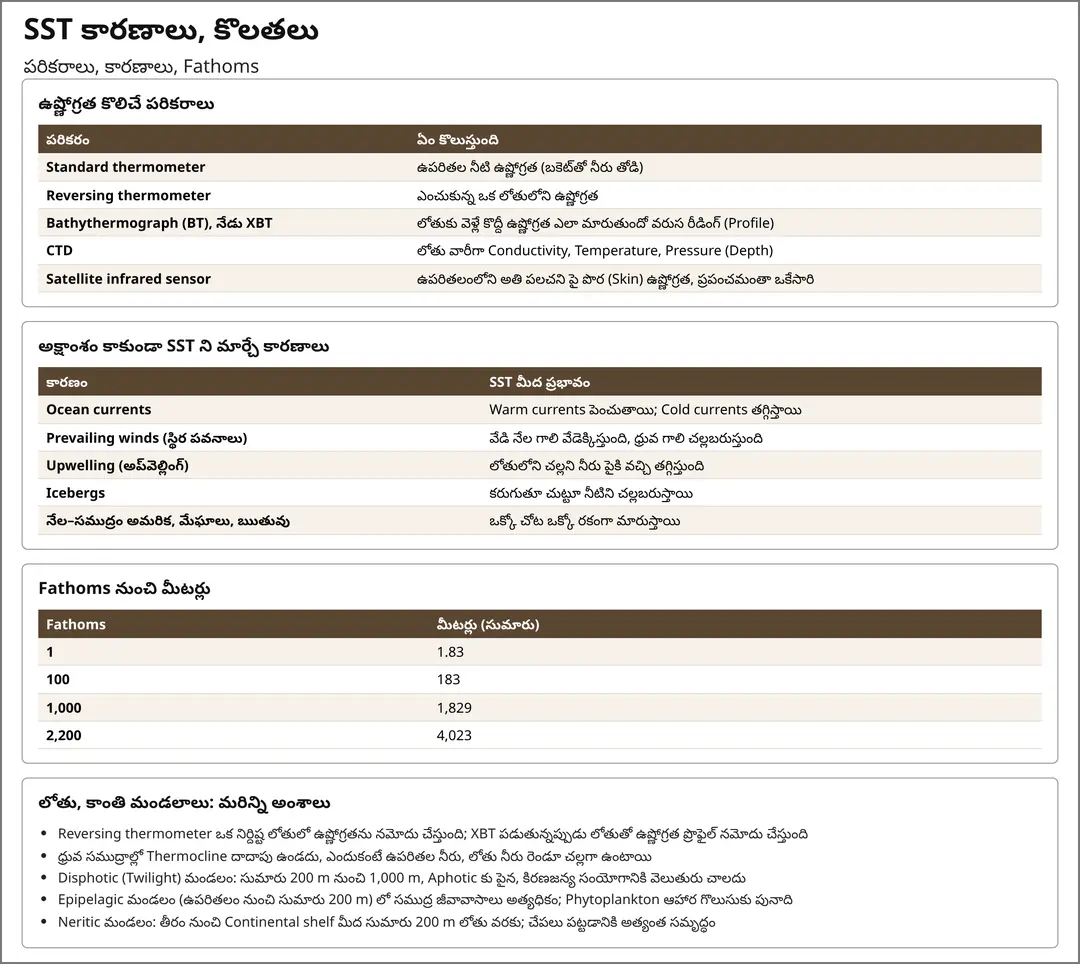 SST కారణాలు, కొలతలు
పరికరాలు, కారణాలు, Fathoms
ఉష్ణోగ్రత కొలిచే పరికరాలు
పరికరం ఏం కొలుస్తుంది
Standard thermometer ఉపరితల నీటి ఉష్ణోగ్రత (బకెట్‌తో నీరు తోడి)
Reversing thermometer ఎంచుకున్న ఒక లోతులోని ఉష్ణోగ్రత
Bathythermograph (BT), నేడు XBT లోతుకు వెళ్లే కొద్దీ ఉష్ణోగ్రత ఎలా మారుతుందో వరుస రీడింగ్ (Profile)
CTD లోతు వారీగా Conductivity, Temperature, Pressure (Depth)
Satellite infrared sensor ఉపరితలంలోని అతి పలచని పై పొర (Skin) ఉష్ణోగ్రత, ప్రపంచమంతా ఒకేసారి
అక్షాంశం కాకుండా SST ని మార్చే కారణాలు
కారణం SST మీద ప్రభావం
Ocean currents Warm currents పెంచుతాయి; Cold currents తగ్గిస్తాయి
Prevailing winds (స్థిర పవనాలు) వేడి నేల గాలి వేడెక్కిస్తుంది, ధ్రువ గాలి చల్లబరుస్తుంది
Upwelling (అప్‌వెల్లింగ్) లోతులోని చల్లని నీరు పైకి వచ్చి తగ్గిస్తుంది
Icebergs కరుగుతూ చుట్టూ నీటిని చల్లబరుస్తాయి
నేల–సముద్రం అమరిక, మేఘాలు, ఋతువు ఒక్కో చోట ఒక్కో రకంగా మారుస్తాయి
Fathoms నుంచి మీటర్లు
Fathoms మీటర్లు (సుమారు)
1 1.83
100 183
1,000 1,829
2,200 4,023
లోతు, కాంతి మండలాలు: మరిన్ని అంశాలు
• Reversing thermometer ఒక నిర్దిష్ట లోతులో ఉష్ణోగ్రతను నమోదు చేస్తుంది; XBT పడుతున్నప్పుడు లోతుతో ఉష్ణోగ్రత ప్రొఫైల్ నమోదు చేస్తుంది
• ధ్రువ సముద్రాల్లో Thermocline దాదాపు ఉండదు, ఎందుకంటే ఉపరితల నీరు, లోతు నీరు రెండూ చల్లగా ఉంటాయి
• Disphotic (Twilight) మండలం: సుమారు 200 m నుంచి 1,000 m, Aphotic కు పైన, కిరణజన్య సంయోగానికి వెలుతురు చాలదు
• Epipelagic మండలం (ఉపరితలం నుంచి సుమారు 200 m) లో సముద్ర జీవావాసాలు అత్యధికం; Phytoplankton ఆహార గొలుసుకు పునాది
• Neritic మండలం: తీరం నుంచి Continental shelf మీద సుమారు 200 m లోతు వరకు; చేపలు పట్టడానికి అత్యంత సమృద్ధం